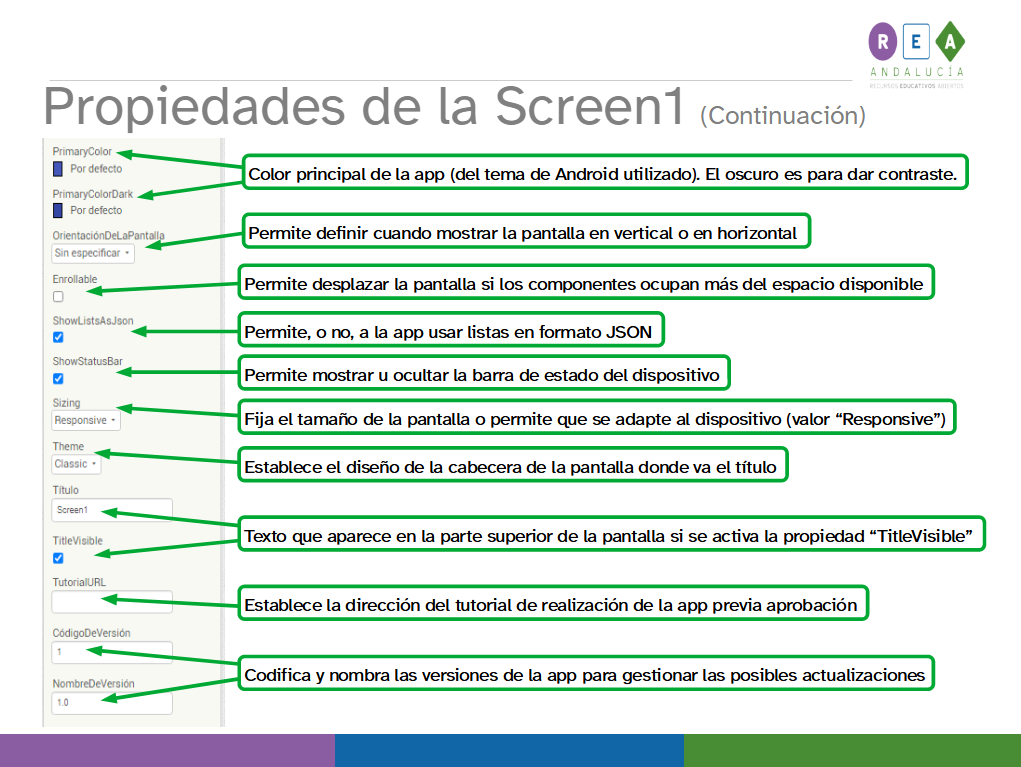 R E A
ANDALUCÍA
RECURSOS EDUCATIVOS ABIERTOS
Propiedades de la Screen1 (Continuación)
PrimaryColor
Por defecto
Color principal de la app (del tema de Android utilizado). El oscuro es para dar contraste.
PrimaryColorDark
Por defecto
OrientaciónDeLaPantalla
Sin especificar
Permite definir cuando mostrar la pantalla en vertical o en horizontal
Enrollable
Permite desplazar la pantalla si los componentes ocupan más del espacio disponible
ShowListsAsJson
Permite, o no, a la app usar listas en formato JSON
ShowStatusBar
Permite mostrar u ocultar la barra de estado del dispositivo
Sizing
Responsive
Fija el tamaño de la pantalla o permite que se adapte al dispositivo (valor “Responsive”)
Theme
Classic
Establece el diseño de la cabecera de la pantalla donde va el título
Título
Screen1
TitleVisible
Texto que aparece en la parte superior de la pantalla si se activa la propiedad “TitleVisible”
TutorialURL
Establece la dirección del tutorial de realización de la app previa aprobación
CódigoDeVersión
1
Codifica y nombra las versiones de la app para gestionar las posibles actualizaciones
NombreDeVersión
1.0